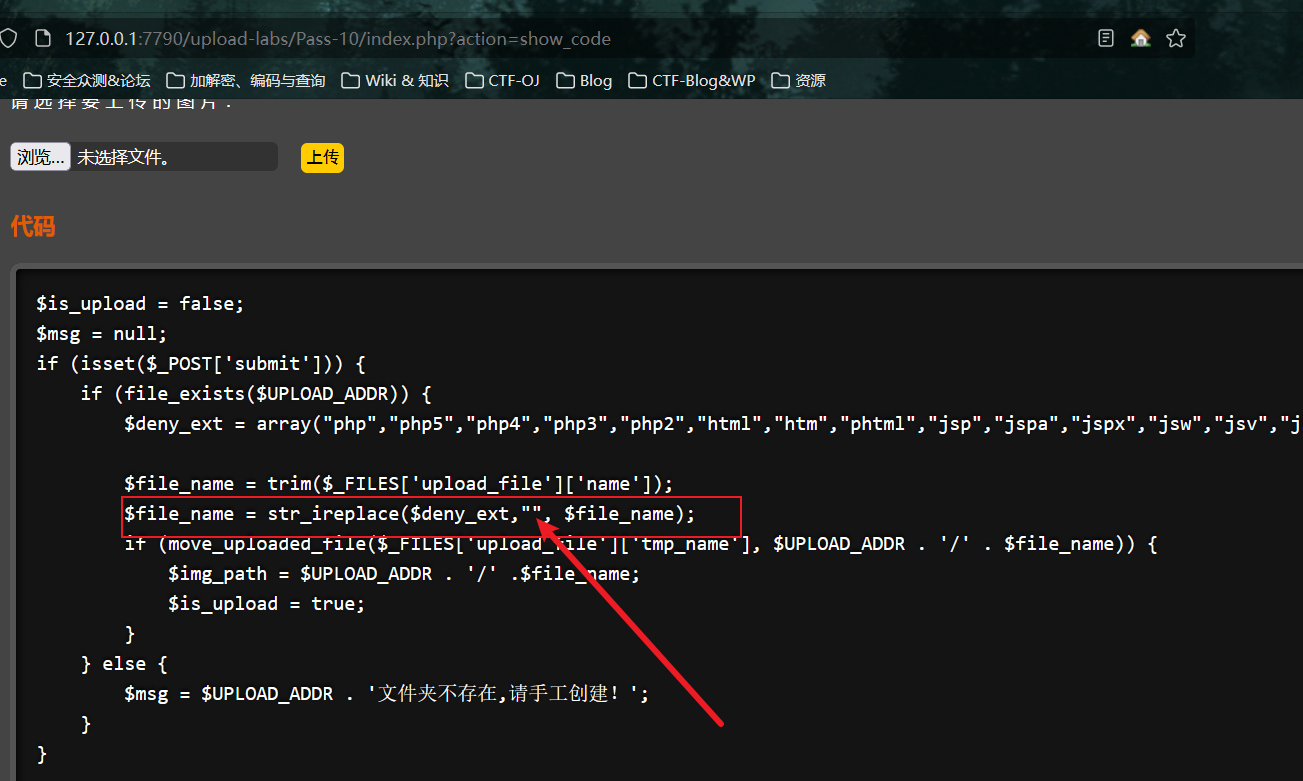 127.0.0.1:7790/upload-labs/Pass-10/index.php?action=show_code
e 安全众测&论坛 加解密、编码与查询 Wiki & 知识 CTF-OJ Blog CTF-Blog&WP 资源
请选择要上传的图片：
浏览… 未选择文件。 上传
代码
$is_upload = false;
$msg = null;
if (isset($_POST['submit'])) {
    if (file_exists($UPLOAD_ADDR)) {
        $deny_ext = array("php","php5","php4","php3","php2","html","htm","phtml","jsp","jspa","jspx","jsw","jsv","j
        $file_name = trim($_FILES['upload_file']['name']);
        $file_name = str_ireplace($deny_ext,"", $file_name);
        if (move_uploaded_file($_FILES['upload_file']['tmp_name'], $UPLOAD_ADDR . '/' . $file_name)) {
            $img_path = $UPLOAD_ADDR . '/' .$file_name;
            $is_upload = true;
        }
    } else {
        $msg = $UPLOAD_ADDR . '文件夹不存在,请手工创建！';
    }
}